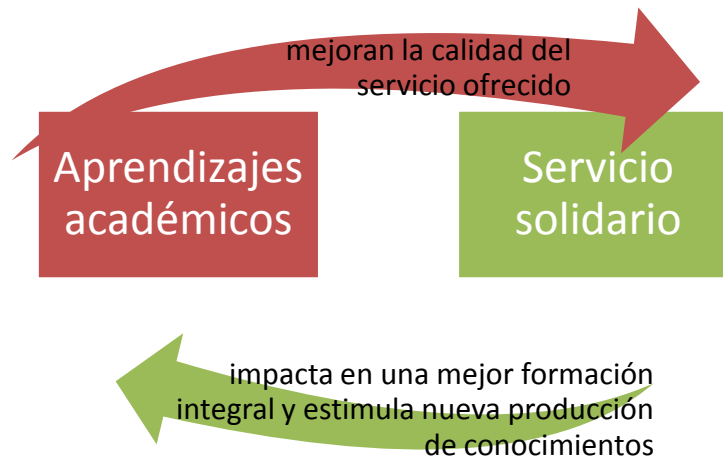 mejoran la calidad del
servicio ofrecido
Aprendizajes
académicos
Servicio
solidario
impacta en una mejor formación
integral y estimula nueva producción
de conocimientos